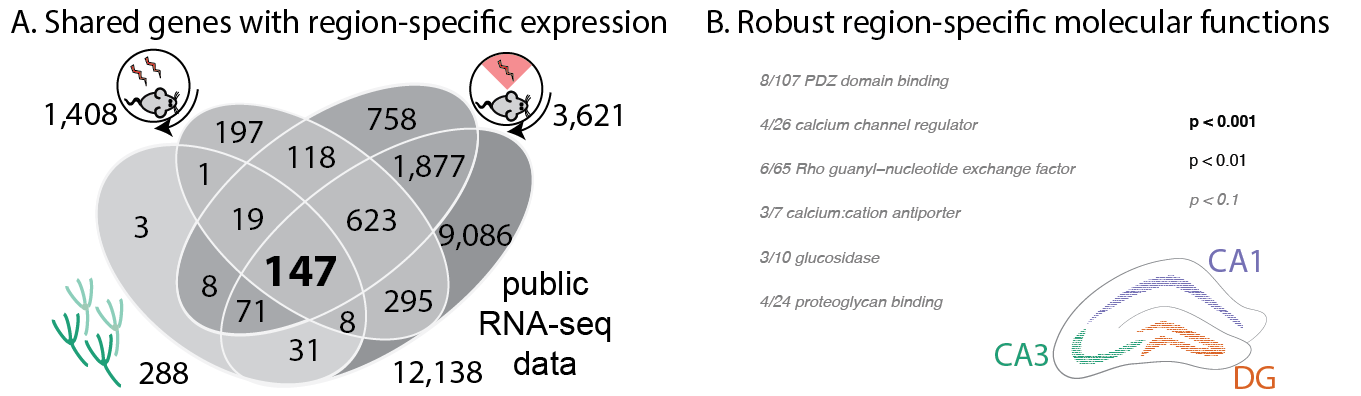 A. Shared genes with region-specific expression
1,408
3,621
197
758
118
1,877
1
19
623
3
9,086
147
8
71
295
8
31
288
12,138
public
RNA-seq
data
B. Robust region-specific molecular functions
8/107 PDZ domain binding
4/26 calcium channel regulator
6/65 Rho guanyl−nucleotide exchange factor
3/7 calcium:cation antiporter
3/10 glucosidase
4/24 proteoglycan binding
p < 0.001
p < 0.01
p < 0.1
CA1
CA3
DG